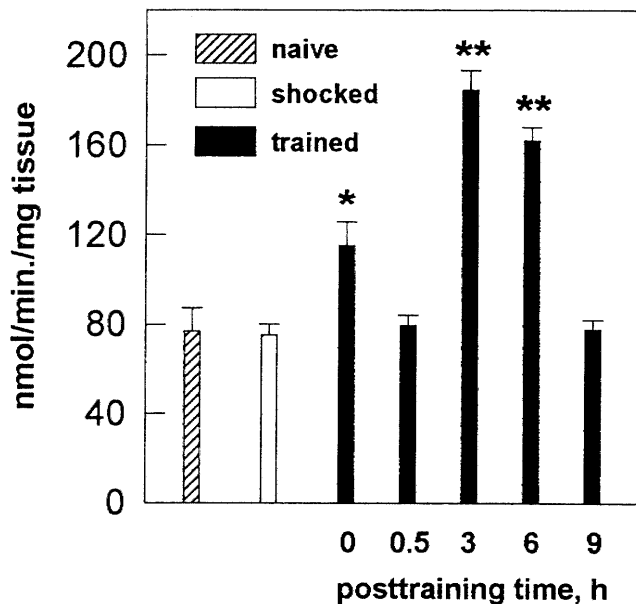 nmol/min./mg tissue
200
160
120
80
40
0
naive
shocked
trained
*
**
**
0 0.5 3 6 9
posttraining time, h